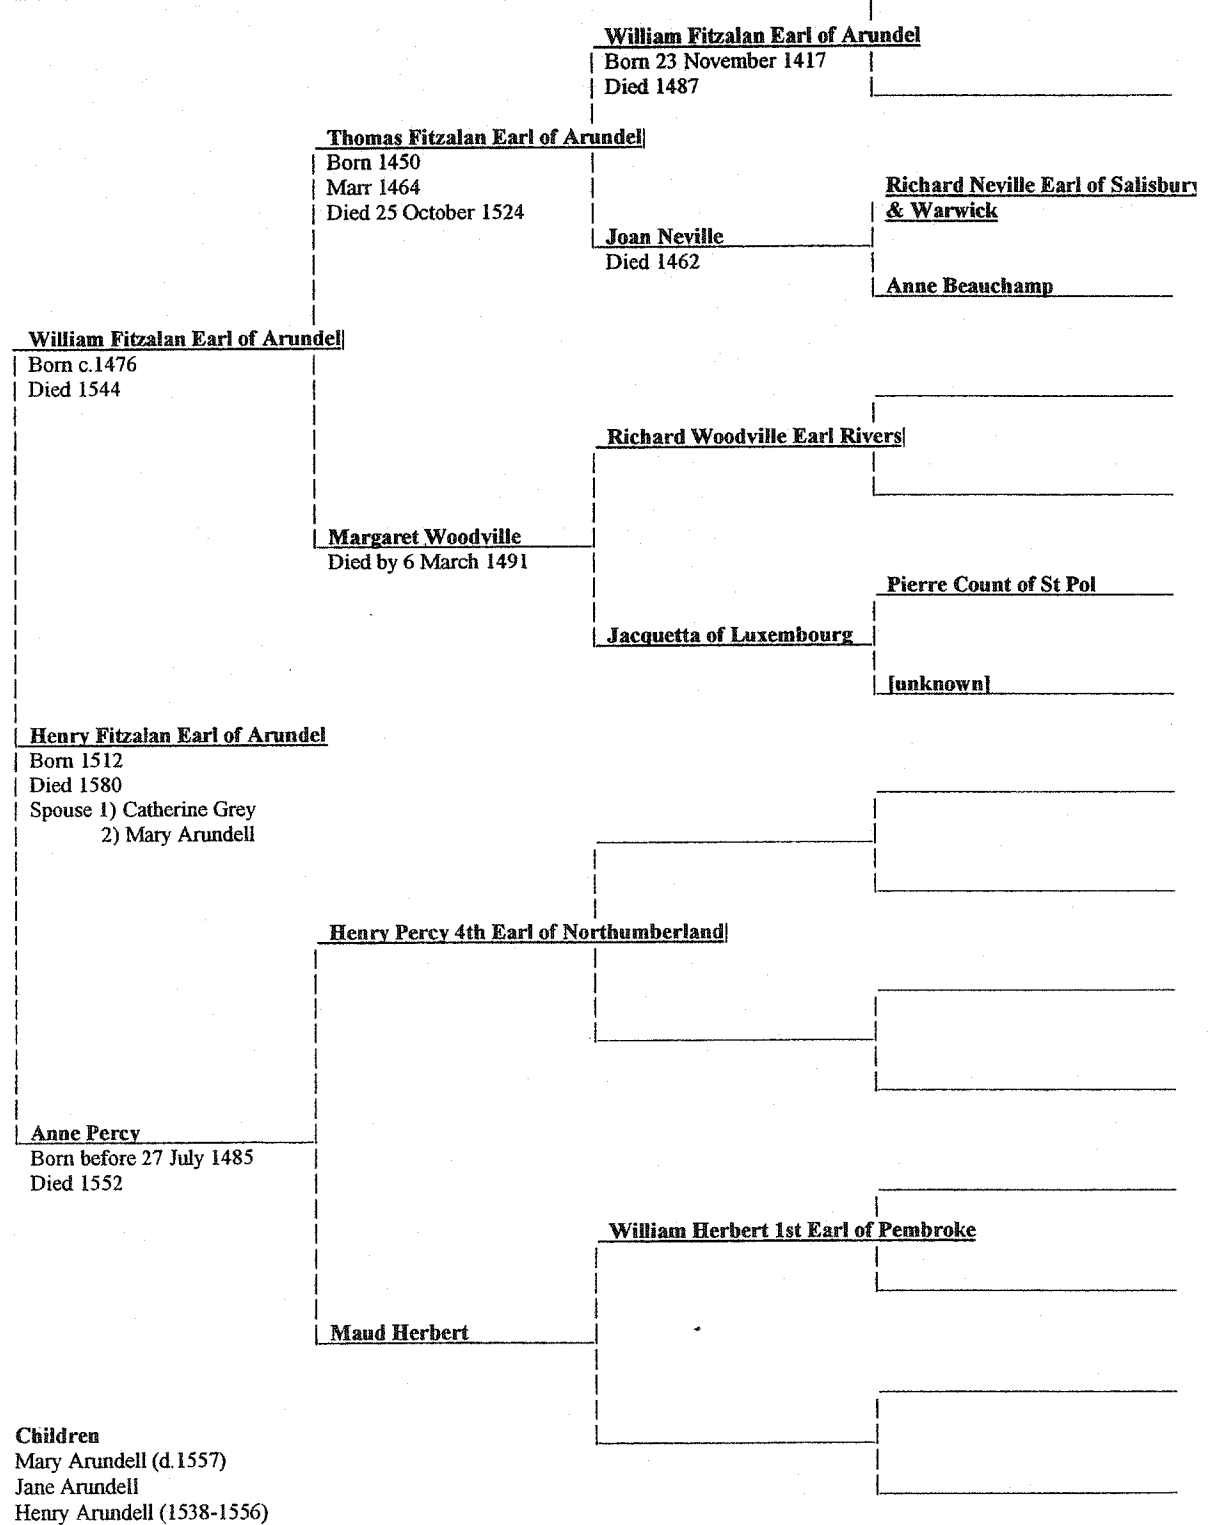 William Fitzalan Earl of Arundel
Born 23 November 1417
Died 1487
Thomas Fitzalan Earl of Arundel
Born 1450
Marr 1464
Died 25 October 1524
Richard Neville Earl of Salisbury
& Warwick
Joan Neville
Died 1462
Anne Beauchamp
William Fitzalan Earl of Arundel
Born c.1476
Died 1544
Richard Woodville Earl Rivers
Margaret Woodville
Died by 6 March 1491
Pierre Count of St Pol
Jacquetta of Luxembourg
[unknown]
Henry Fitzalan Earl of Arundel
Born 1512
Died 1580
Spouse 1) Catherine Grey
2) Mary Arundell
Henry Percy 4th Earl of Northumberland
Anne Percy
Born before 27 July 1485
Died 1552
William Herbert 1st Earl of Pembroke
Maud Herbert
Children
Mary Arundell (d.1557)
Jane Arundell
Henry Arundell (1538-1556)